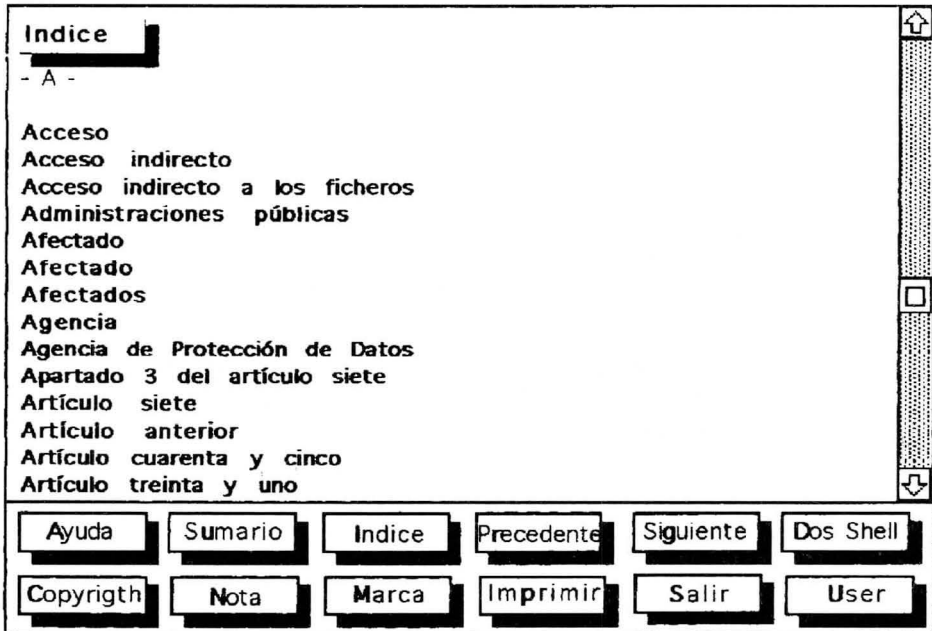 Indice
- A -
Acceso
Acceso indirecto
Acceso indirecto a los ficheros
Administraciones públicas
Afectado
Afectado
Afectados
Agencia
Agencia de Protección de Datos
Apartado 3 del artículo siete
Artículo siete
Artículo anterior
Artículo cuarenta y cinco
Artículo treinta y uno
Ayuda Sumario Indice Precedente Siguiente Dos Shell
Copyrigth Nota Marca Imprimir Salir User